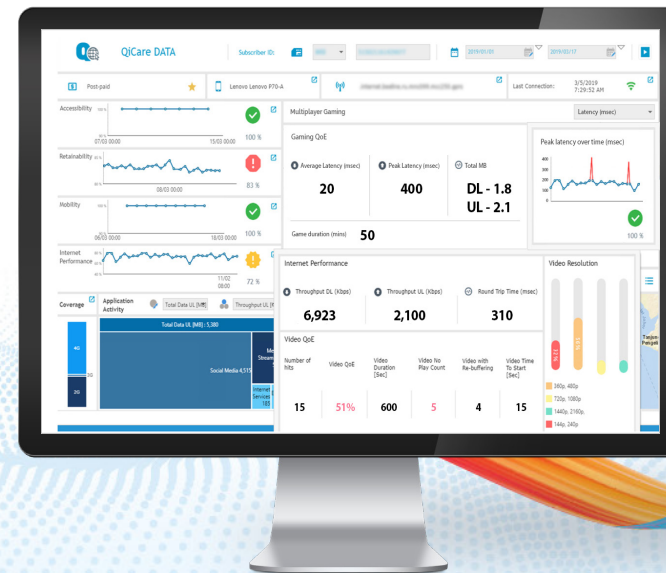 QiCare DATA
Subscriber ID:
2019/01/05
2019/03/17
Post-paid
Lenovo Lenovo P70-A
Last Connection:
3/5/2019
7:29:52 AM
Accessibility
07/03 00:00
15/03 00:00
100 %
Retainability
08/03 00:00
83 %
Mobility
06/03 00:00
18/03 00:00
100 %
Internet
Performance
11/02
00:00
72 %
Multiplayer Gaming
Latency (msec)
Gaming QoE
Average Latency (msec)
Peak Latency (msec)
Total MB
20
400
DL - 1.8
UL - 2.1
Game duration (mins)
50
Peak latency over time (msec)
400
300
200
100
0
100 %
Internet Performance
Throughput DL (Kbps)
Throughput UL (Kbps)
Round Trip Time (msec)
6,923
2,100
310
Video QoE
Number of
hits
Video QoE
Video
Duration
[Sec]
Video No
Play Count
Video with
Re-buffering
Video Time
To Start
[Sec]
15
51%
600
5
4
15
Video Resolution
360p, 480p
720p, 1080p
1440p, 2160p,
144p, 240p
Coverage
4G
3G
2G
Application
Activity
Total Data UL [MB]
Throughput UL
Total Data UL [MB] : 5,380
Social Media 4,515
Internet
Services
185